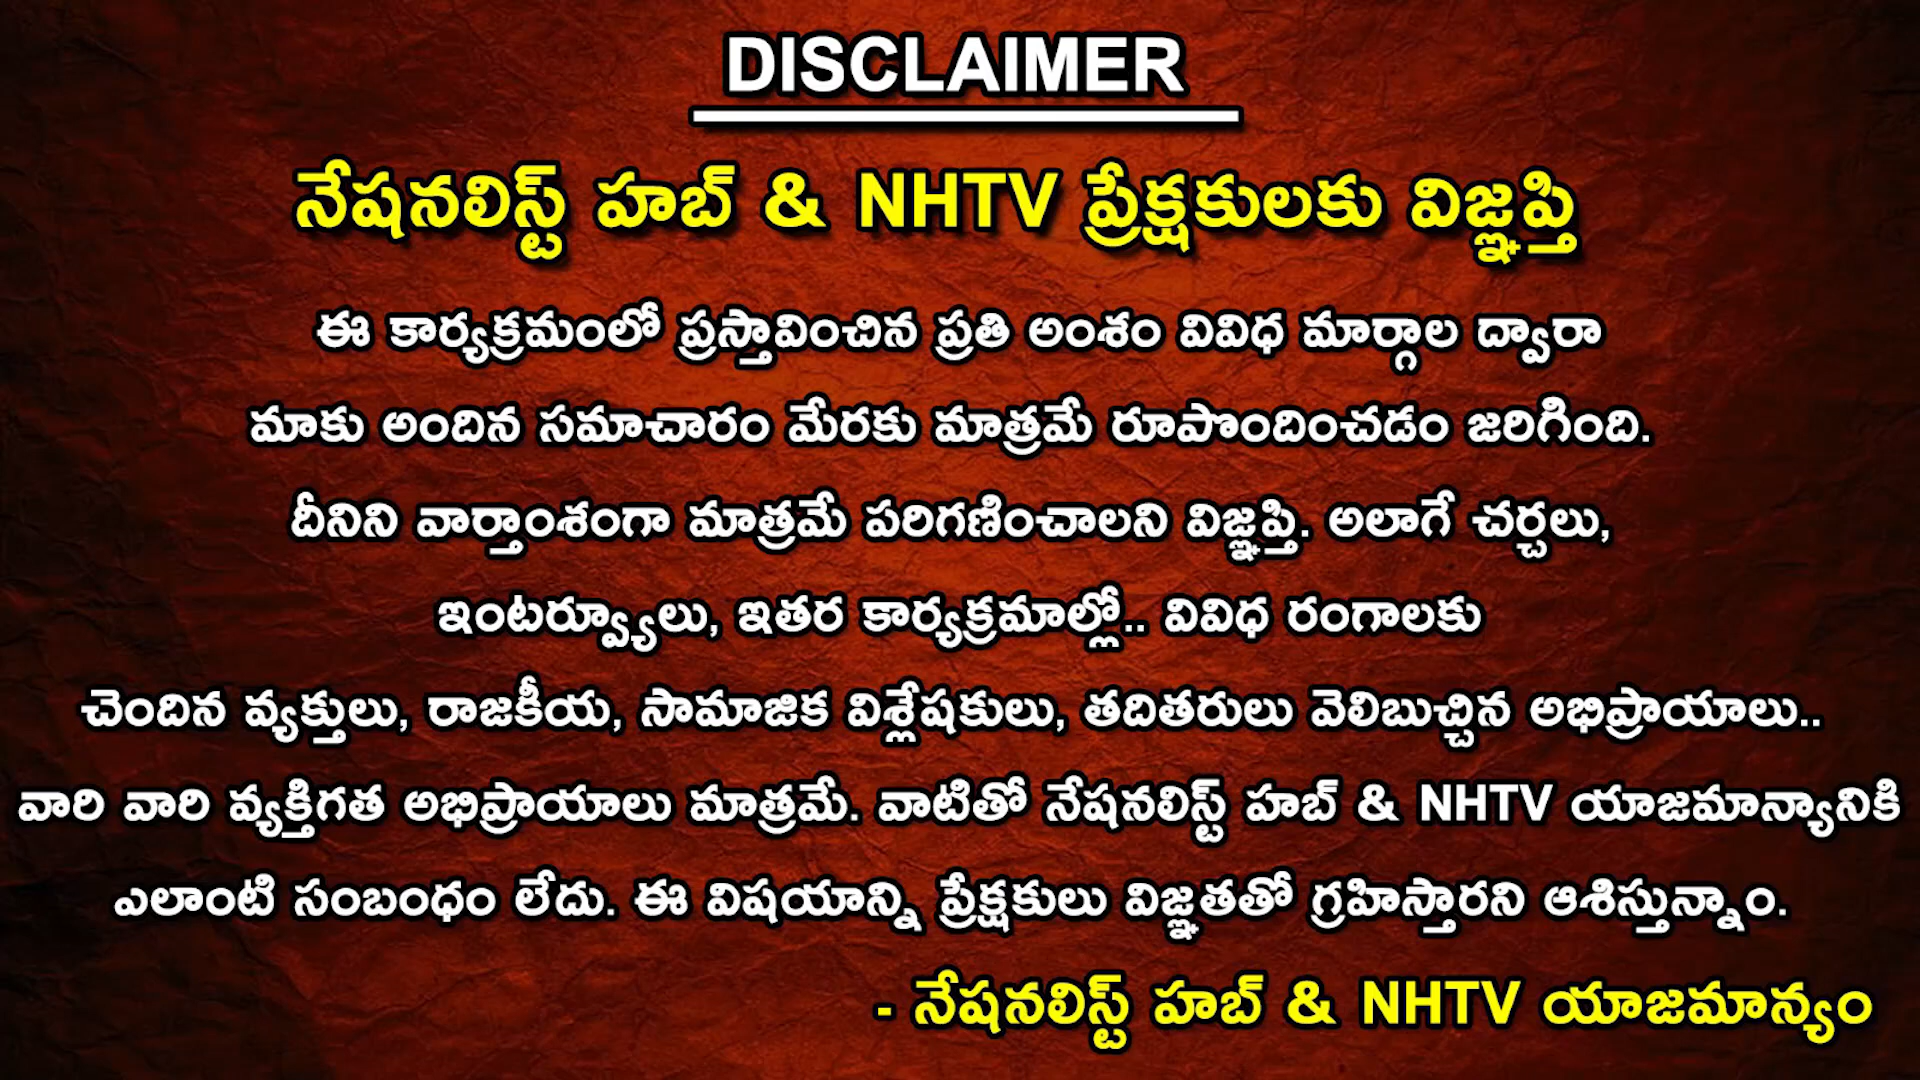 DISCLAIMER
నేషనలిస్ట్ హబ్ & NHTV ప్రేక్షకులకు విజ్ఞప్తి
ఈ కార్యక్రమంలో ప్రస్తావించిన ప్రతి అంశం వివిధ మార్గాల ద్వారా
మాకు అందిన సమాచారం మేరకు మాత్రమే రూపొందించడం జరిగింది.
దీనిని వార్తాంశంగా మాత్రమే పరిగణించాలని విజ్ఞప్తి. అలాగే చర్చలు,
ఇంటర్వ్యూలు, ఇతర కార్యక్రమాల్లో.. వివిధ రంగాలకు
చెందిన వ్యక్తులు, రాజకీయ, సామాజిక విశ్లేషకులు, తదితరులు వెలిబుచ్చిన అభిప్రాయాలు..
వారి వారి వ్యక్తిగత అభిప్రాయాలు మాత్రమే. వాటితో నేషనలిస్ట్ హబ్ & NHTV యాజమాన్యానికి
ఎలాంటి సంబంధం లేదు. ఈ విషయాన్ని ప్రేక్షకులు విజ్ఞతతో గ్రహిస్తారని ఆశిస్తున్నాం.
- నేషనలిస్ట్ హబ్ & NHTV యాజమాన్యం